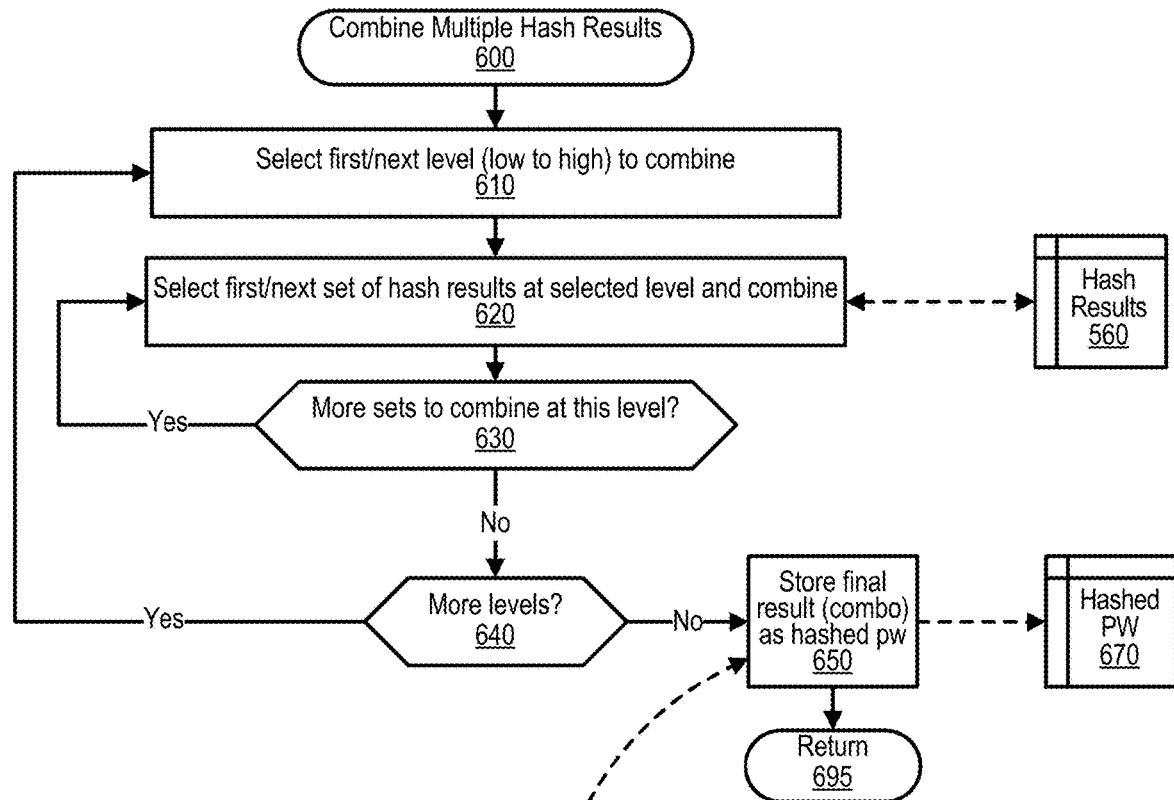 Combine Multiple Hash Results
600
Select first/next level (low to high) to combine
610
Select first/next set of hash results at selected level and combine
620
Hash
Results
560
More sets to combine at this level?
630
Yes
No
More levels?
640
Yes
No
Store final
result (combo)
as hashed pw
650
Hashed
PW
670
Return
695